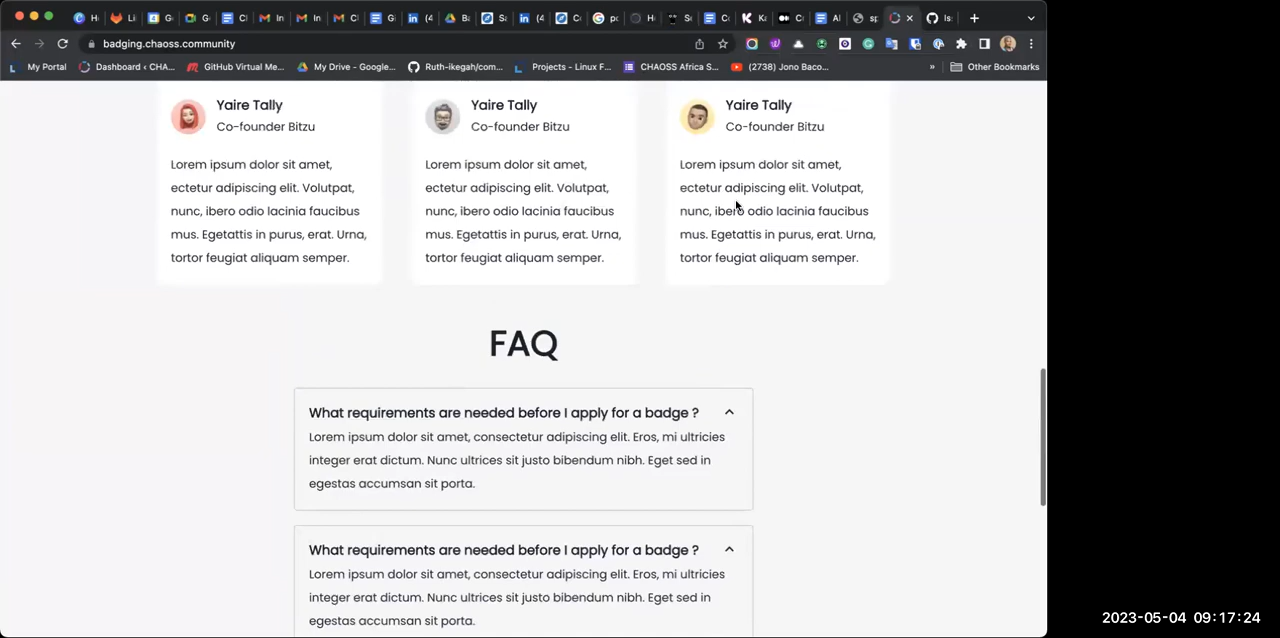 badging.chaoss.community
My Portal
Dashboard ‹ CHA...
GitHub Virtual Me...
My Drive - Google...
Ruth-ikegah/com...
Projects - Linux F...
CHAOSS Africa S...
(2738) Jono Baco...
»
Other Bookmarks
Yaire Tally
Co-founder Bitzu
Lorem ipsum dolor sit amet,
ectetur adipiscing elit. Volutpat,
nunc, ibero odio lacinia faucibus
mus. Egetattis in purus, erat. Urna,
tortor feugiat aliquam semper.
Yaire Tally
Co-founder Bitzu
Lorem ipsum dolor sit amet,
ectetur adipiscing elit. Volutpat,
nunc, ibero odio lacinia faucibus
mus. Egetattis in purus, erat. Urna,
tortor feugiat aliquam semper.
Yaire Tally
Co-founder Bitzu
Lorem ipsum dolor sit amet,
ectetur adipiscing elit. Volutpat,
nunc, ibero odio lacinia faucibus
mus. Egetattis in purus, erat. Urna,
tortor feugiat aliquam semper.
FAQ
What requirements are needed before I apply for a badge ?
Lorem ipsum dolor sit amet, consectetur adipiscing elit. Eros, mi ultricies
integer erat dictum. Nunc ultrices sit justo bibendum nibh. Eget sed in
egestas accumsan sit porta.
What requirements are needed before I apply for a badge ?
Lorem ipsum dolor sit amet, consectetur adipiscing elit. Eros, mi ultricies
integer erat dictum. Nunc ultrices sit justo bibendum nibh. Eget sed in
egestas accumsan sit porta.
2023-05-04 09:17:24